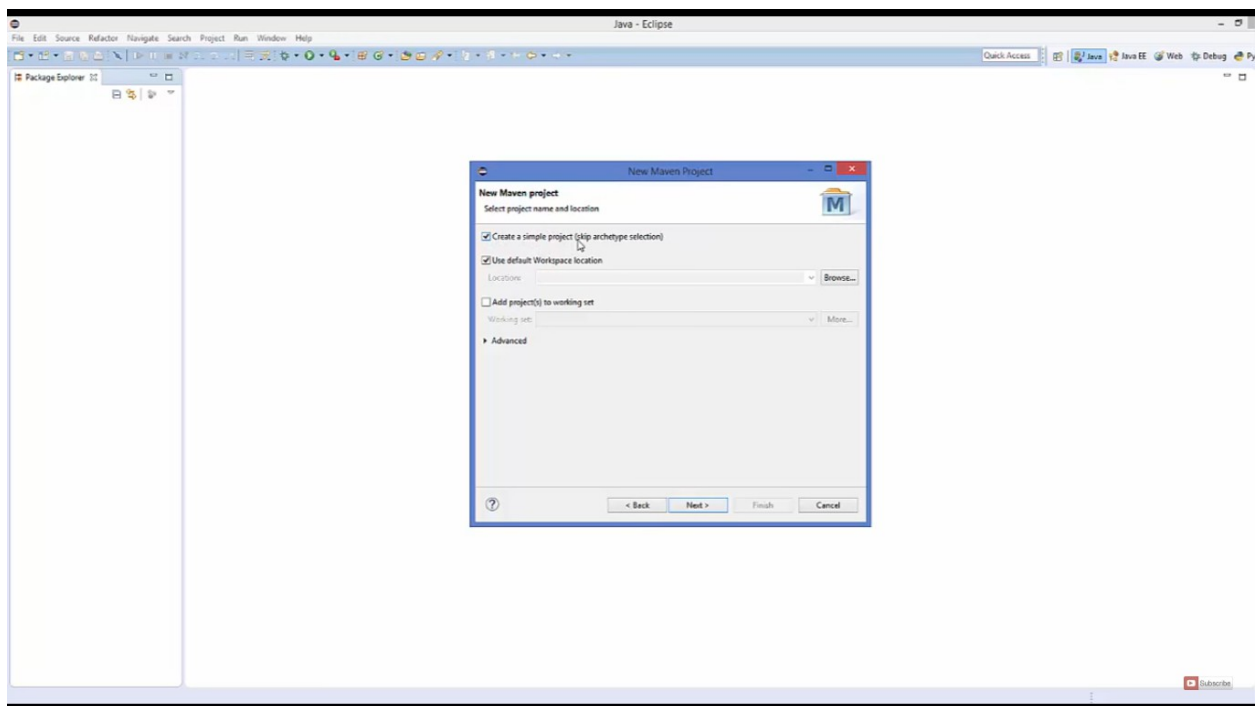 Java - Eclipse
File Edit Source Refactor Navigate Search Project Run Window Help
Quick Access Java Java EE Web Debug Py
Package Explorer
New Maven Project
New Maven project
Select project name and location
M
Create a simple project (skip archetype selection)
Use default Workspace location
Location: Browse...
Add project(s) to working set
Working set: More...
Advanced
? < Back Next > Finish Cancel
Subscribe